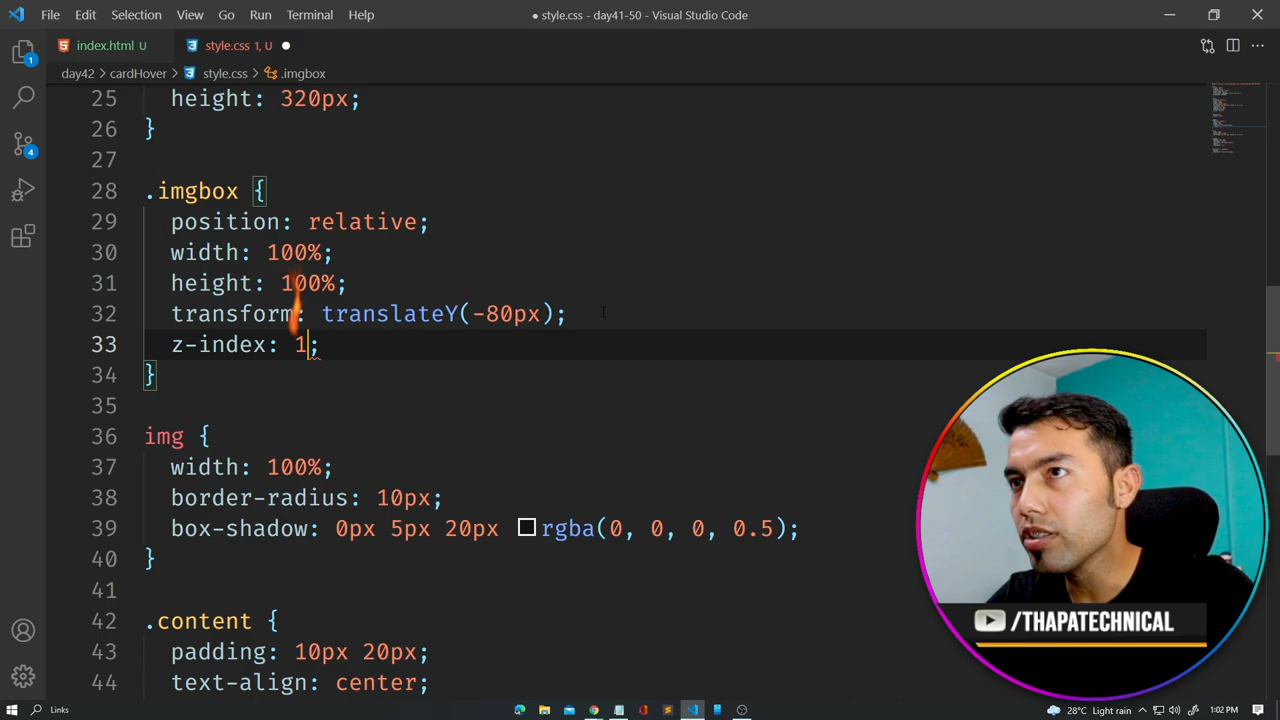 File Edit Selection View Go Run Terminal Help
● style.css - day41-50 - Visual Studio Code
index.html U
style.css 1, U ●
day42 > cardHover > style.css > .imgbox
25 height: 320px;
26 }
27
28 .imgbox {
29 position: relative;
30 width: 100%;
31 height: 100%;
32 transform: translateY(-80px);
33 z-index: 1;
34 }
35
36 img {
37 width: 100%;
38 border-radius: 10px;
39 box-shadow: 0px 5px 20px rgba(0, 0, 0, 0.5);
40 }
41
42 .content {
43 padding: 10px 20px;
44 text-align: center;
1
4
/THAPATECHNICAL
Links
28°C Light rain
1:02 PM